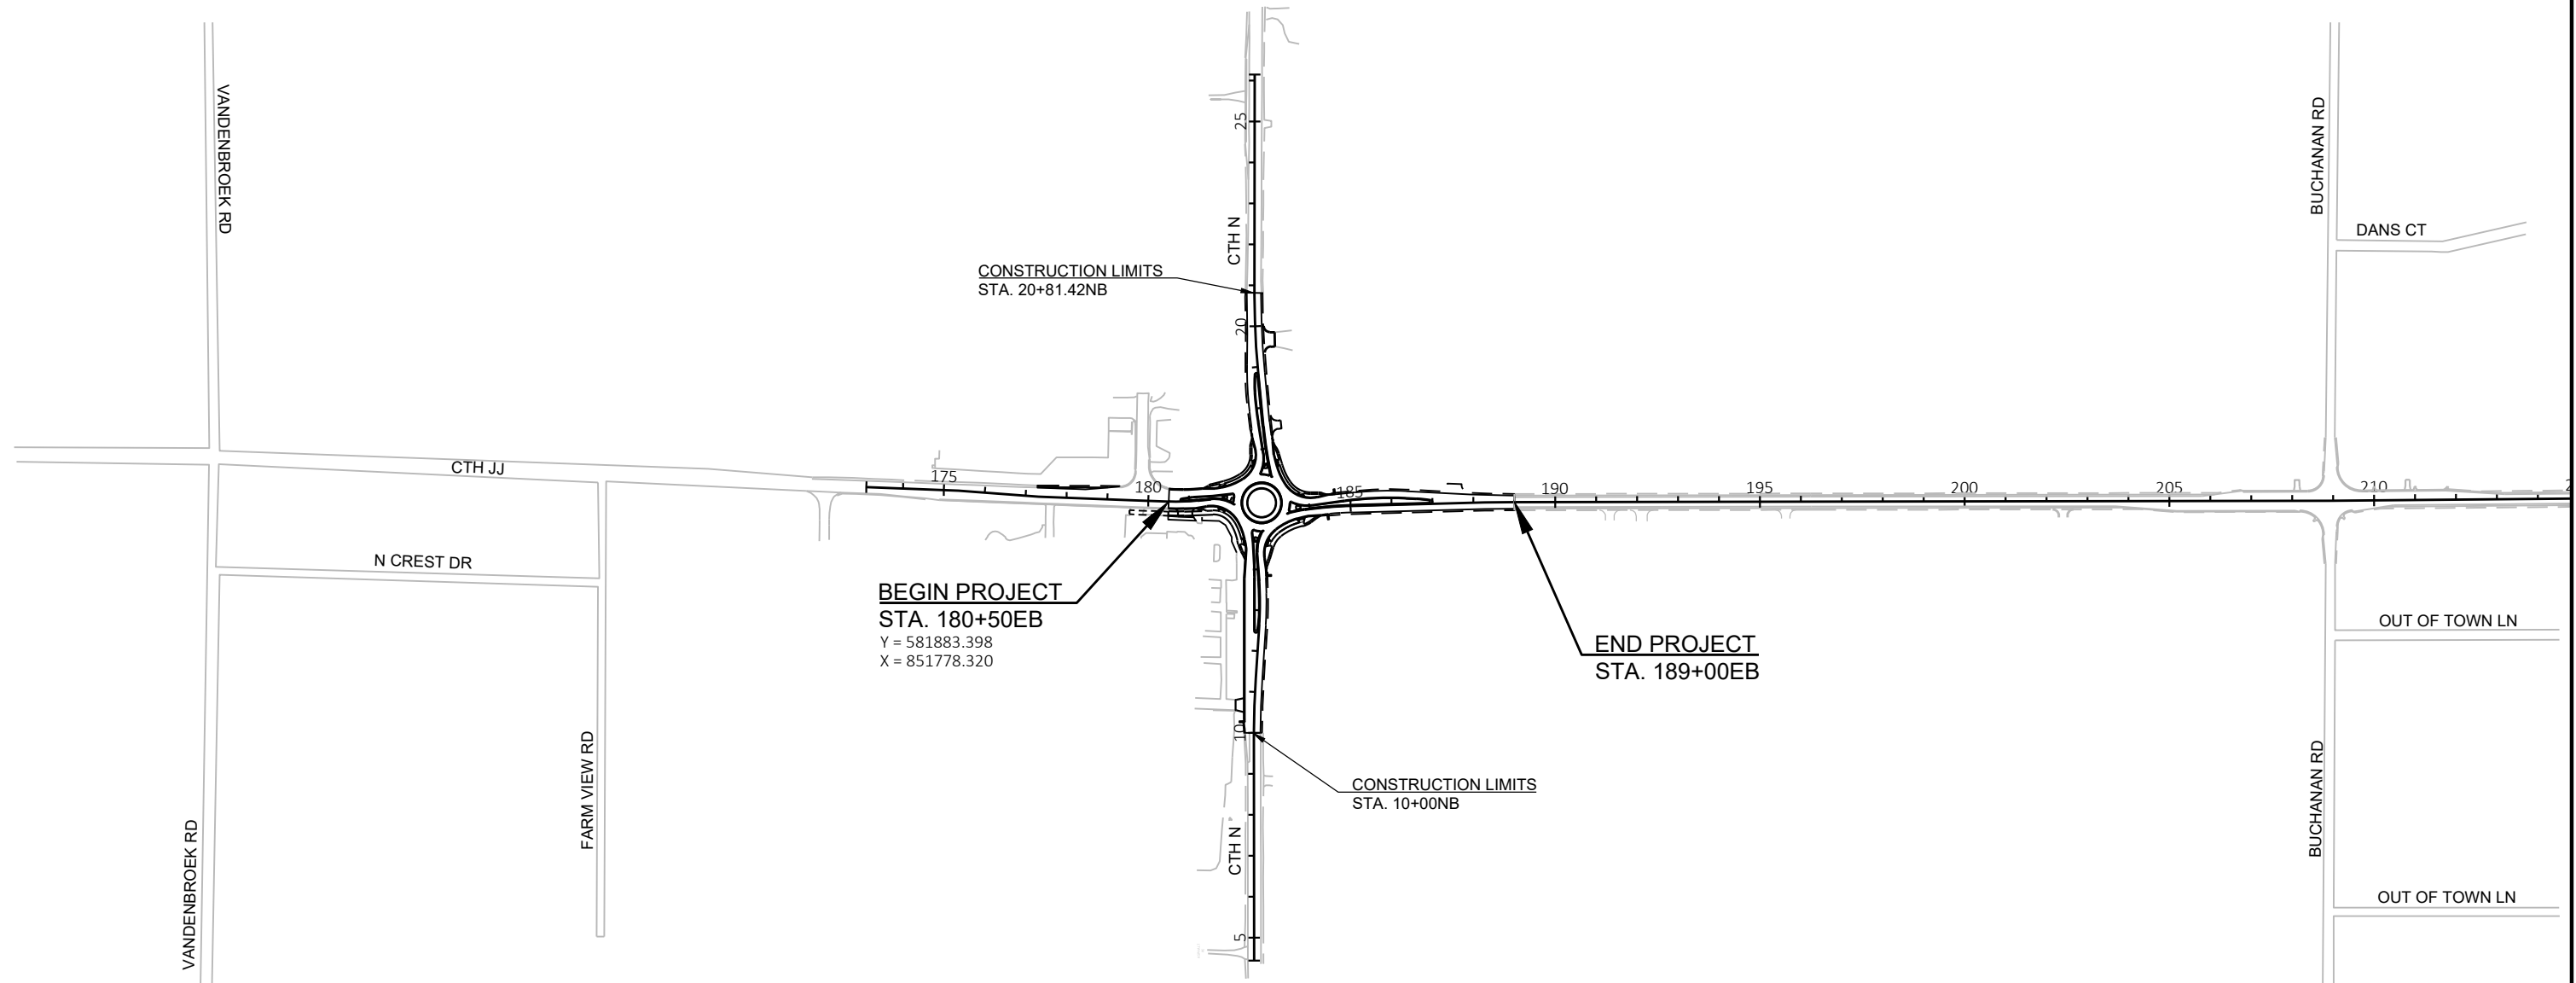 VANDENBROEK RD
BUCHANAN RD
25
CTH N
DANS CT
CONSTRUCTION LIMITS
STA. 20+81.42NB
20
CTH JJ
175
180
185
190
195
200
205
210
N CREST DR
BEGIN PROJECT
STA. 180+50EB
Y = 581883.398
X = 851778.320
END PROJECT
STA. 189+00EB
OUT OF TOWN LN
10
FARM VIEW RD
CONSTRUCTION LIMITS
STA. 10+00NB
VANDENBROEK RD
CTH N
BUCHANAN RD
OUT OF TOWN LN
5